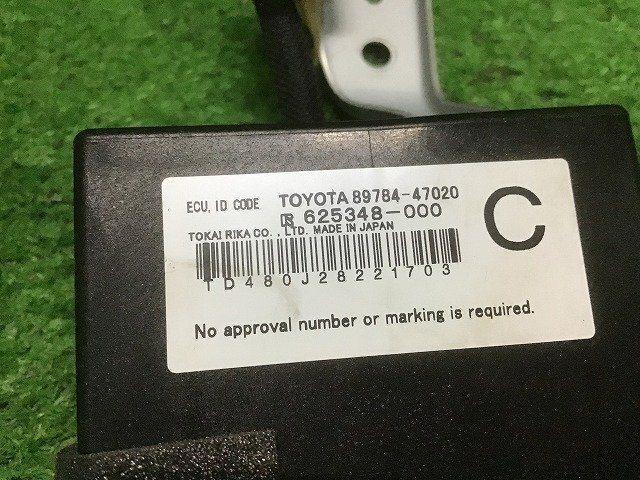 ECU, ID CODE TOYOTA 89784-47020
625348-000
C
TOKAI RIKA CO., LTD. MADE IN JAPAN
TD480J28221703
No approval number or marking is required.